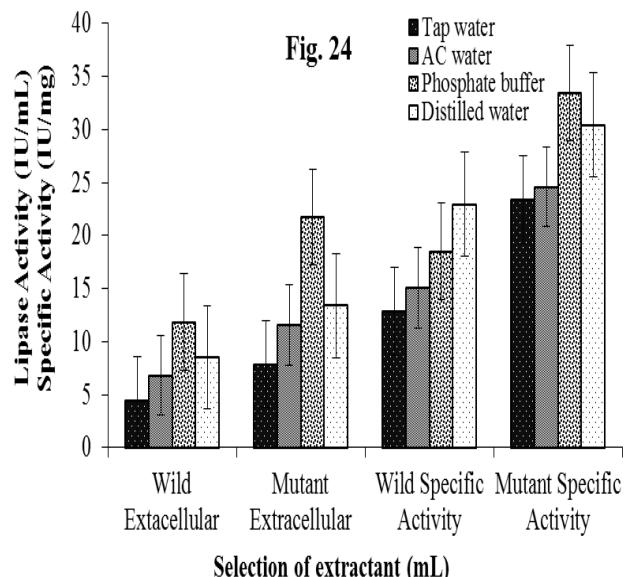 Fig. 24
Tap water
AC water
Phosphate buffer
Distilled water
Lipase Activity (IU/mL)
Specific Activity (IU/mg)
40
35
30
25
20
15
10
5
0
Wild
Extacellular
Mutant
Extracellular
Wild Specific
Activity
Mutant Specific
Activity
Selection of extractant (mL)